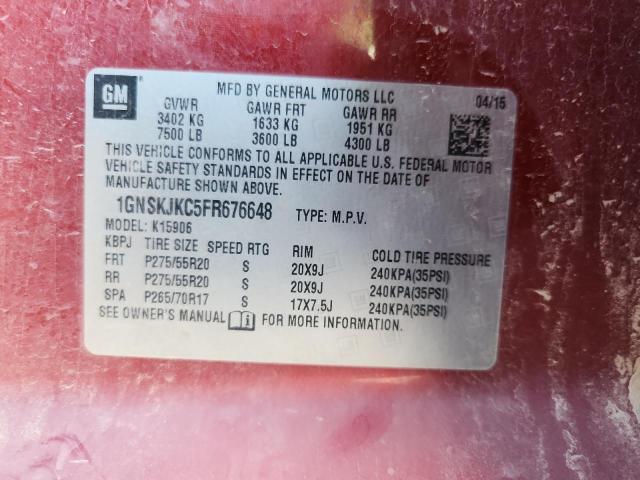 GM
MFD BY GENERAL MOTORS LLC 04/15
GVWR GAWR FRT GAWR RR
3402 KG 1633 KG 1951 KG
7500 LB 3600 LB 4300 LB
THIS VEHICLE CONFORMS TO ALL APPLICABLE U.S. FEDERAL MOTOR
VEHICLE SAFETY STANDARDS IN EFFECT ON THE DATE OF
MANUFACTURE SHOWN ABOVE.
1GNSKJKC5FR676648 TYPE: M.P.V.
MODEL: K15906
KBPJ TIRE SIZE SPEED RTG RIM COLD TIRE PRESSURE
FRT P275/55R20 S 20X9J 240KPA(35PSI)
RR P275/55R20 S 20X9J 240KPA(35PSI)
SPA P265/70R17 S 17X7.5J 240KPA(35PSI)
SEE OWNER'S MANUAL FOR MORE INFORMATION.